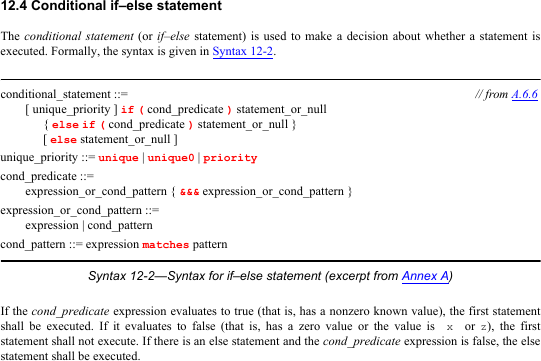 12.4 Conditional if–else statement
The conditional statement (or if–else statement) is used to make a decision about whether a statement is
executed. Formally, the syntax is given in Syntax 12-2.
conditional_statement ::= // from A.6.6
[ unique_priority ] if ( cond_predicate ) statement_or_null
{ else if ( cond_predicate ) statement_or_null }
[ else statement_or_null ]
unique_priority ::= unique | unique0 | priority
cond_predicate ::=
expression_or_cond_pattern { &&& expression_or_cond_pattern }
expression_or_cond_pattern ::=
expression | cond_pattern
cond_pattern ::= expression matches pattern
Syntax 12-2—Syntax for if–else statement (excerpt from Annex A)
If the cond_predicate expression evaluates to true (that is, has a nonzero known value), the first statement
shall be executed. If it evaluates to false (that is, has a zero value or the value is x or z), the first
statement shall not execute. If there is an else statement and the cond_predicate expression is false, the else
statement shall be executed.